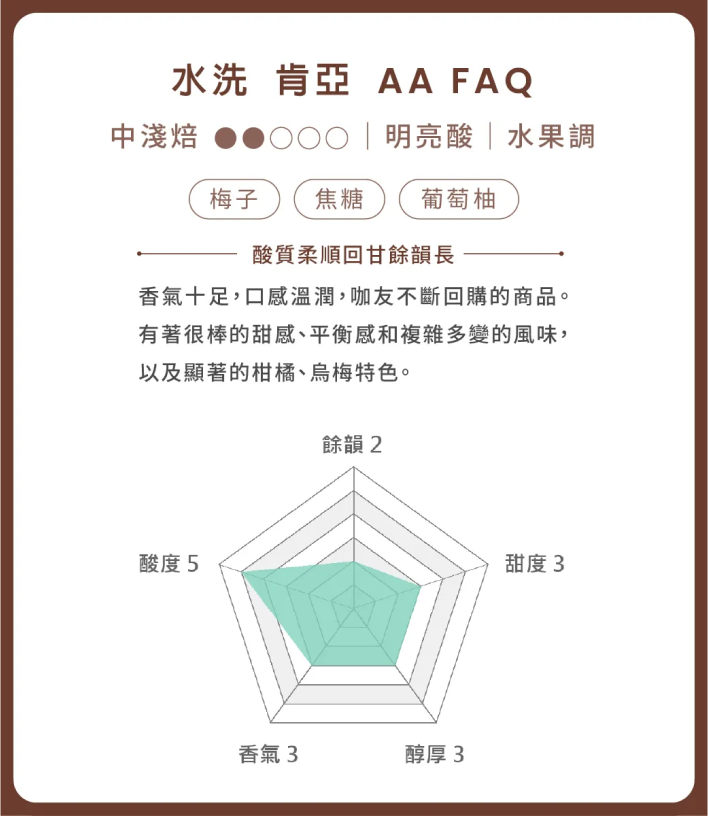 水洗 肯亞 AA FAQ
中淺焙 ●●○○○｜明亮酸｜水果調
梅子 焦糖 葡萄柚
酸質柔順回甘餘韻長
香氣十足，口感溫潤，咖友不斷回購的商品。
有著很棒的甜感、平衡感和複雜多變的風味，
以及顯著的柑橘、烏梅特色。
餘韻 2
酸度 5 甜度 3
香氣 3 醇厚 3